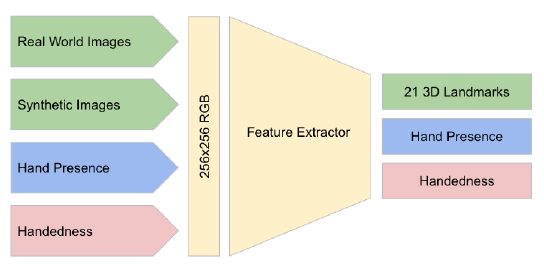 Real World Images
Synthetic Images
Hand Presence
Handedness
256x256 RGB
Feature Extractor
21 3D Landmarks
Hand Presence
Handedness